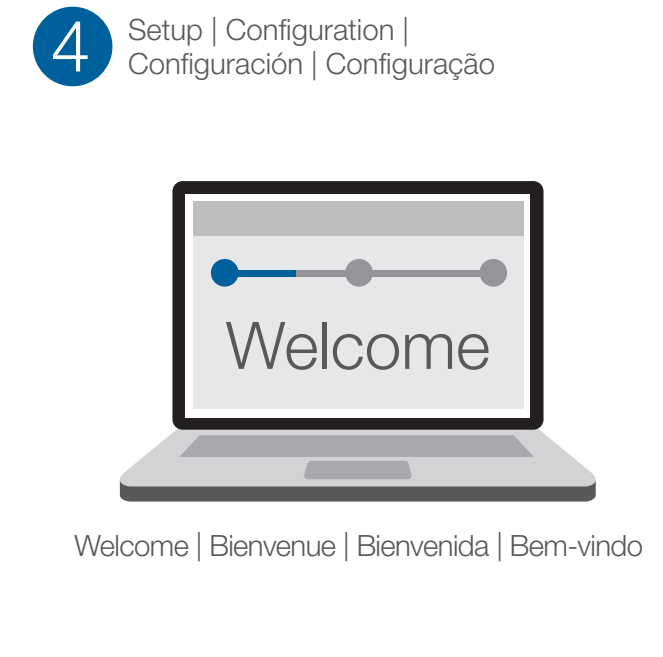 4
Setup | Configuration |
Configuración | Configuração
Welcome
Welcome | Bienvenue | Bienvenida | Bem-vindo